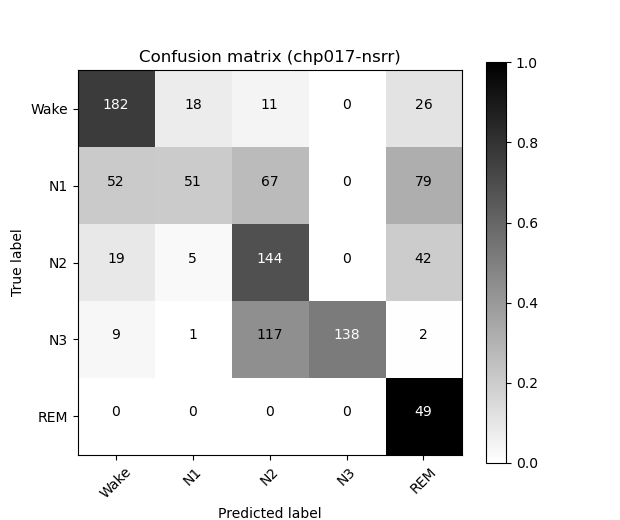 Confusion matrix (chp017-nsrr)
Wake 182 18 11 0 26
N1 52 51 67 0 79
N2 19 5 144 0 42
N3 9 1 117 138 2
REM 0 0 0 0 49
Wake N1 N2 N3 REM
Predicted label
True label
1.0
0.8
0.6
0.4
0.2
0.0